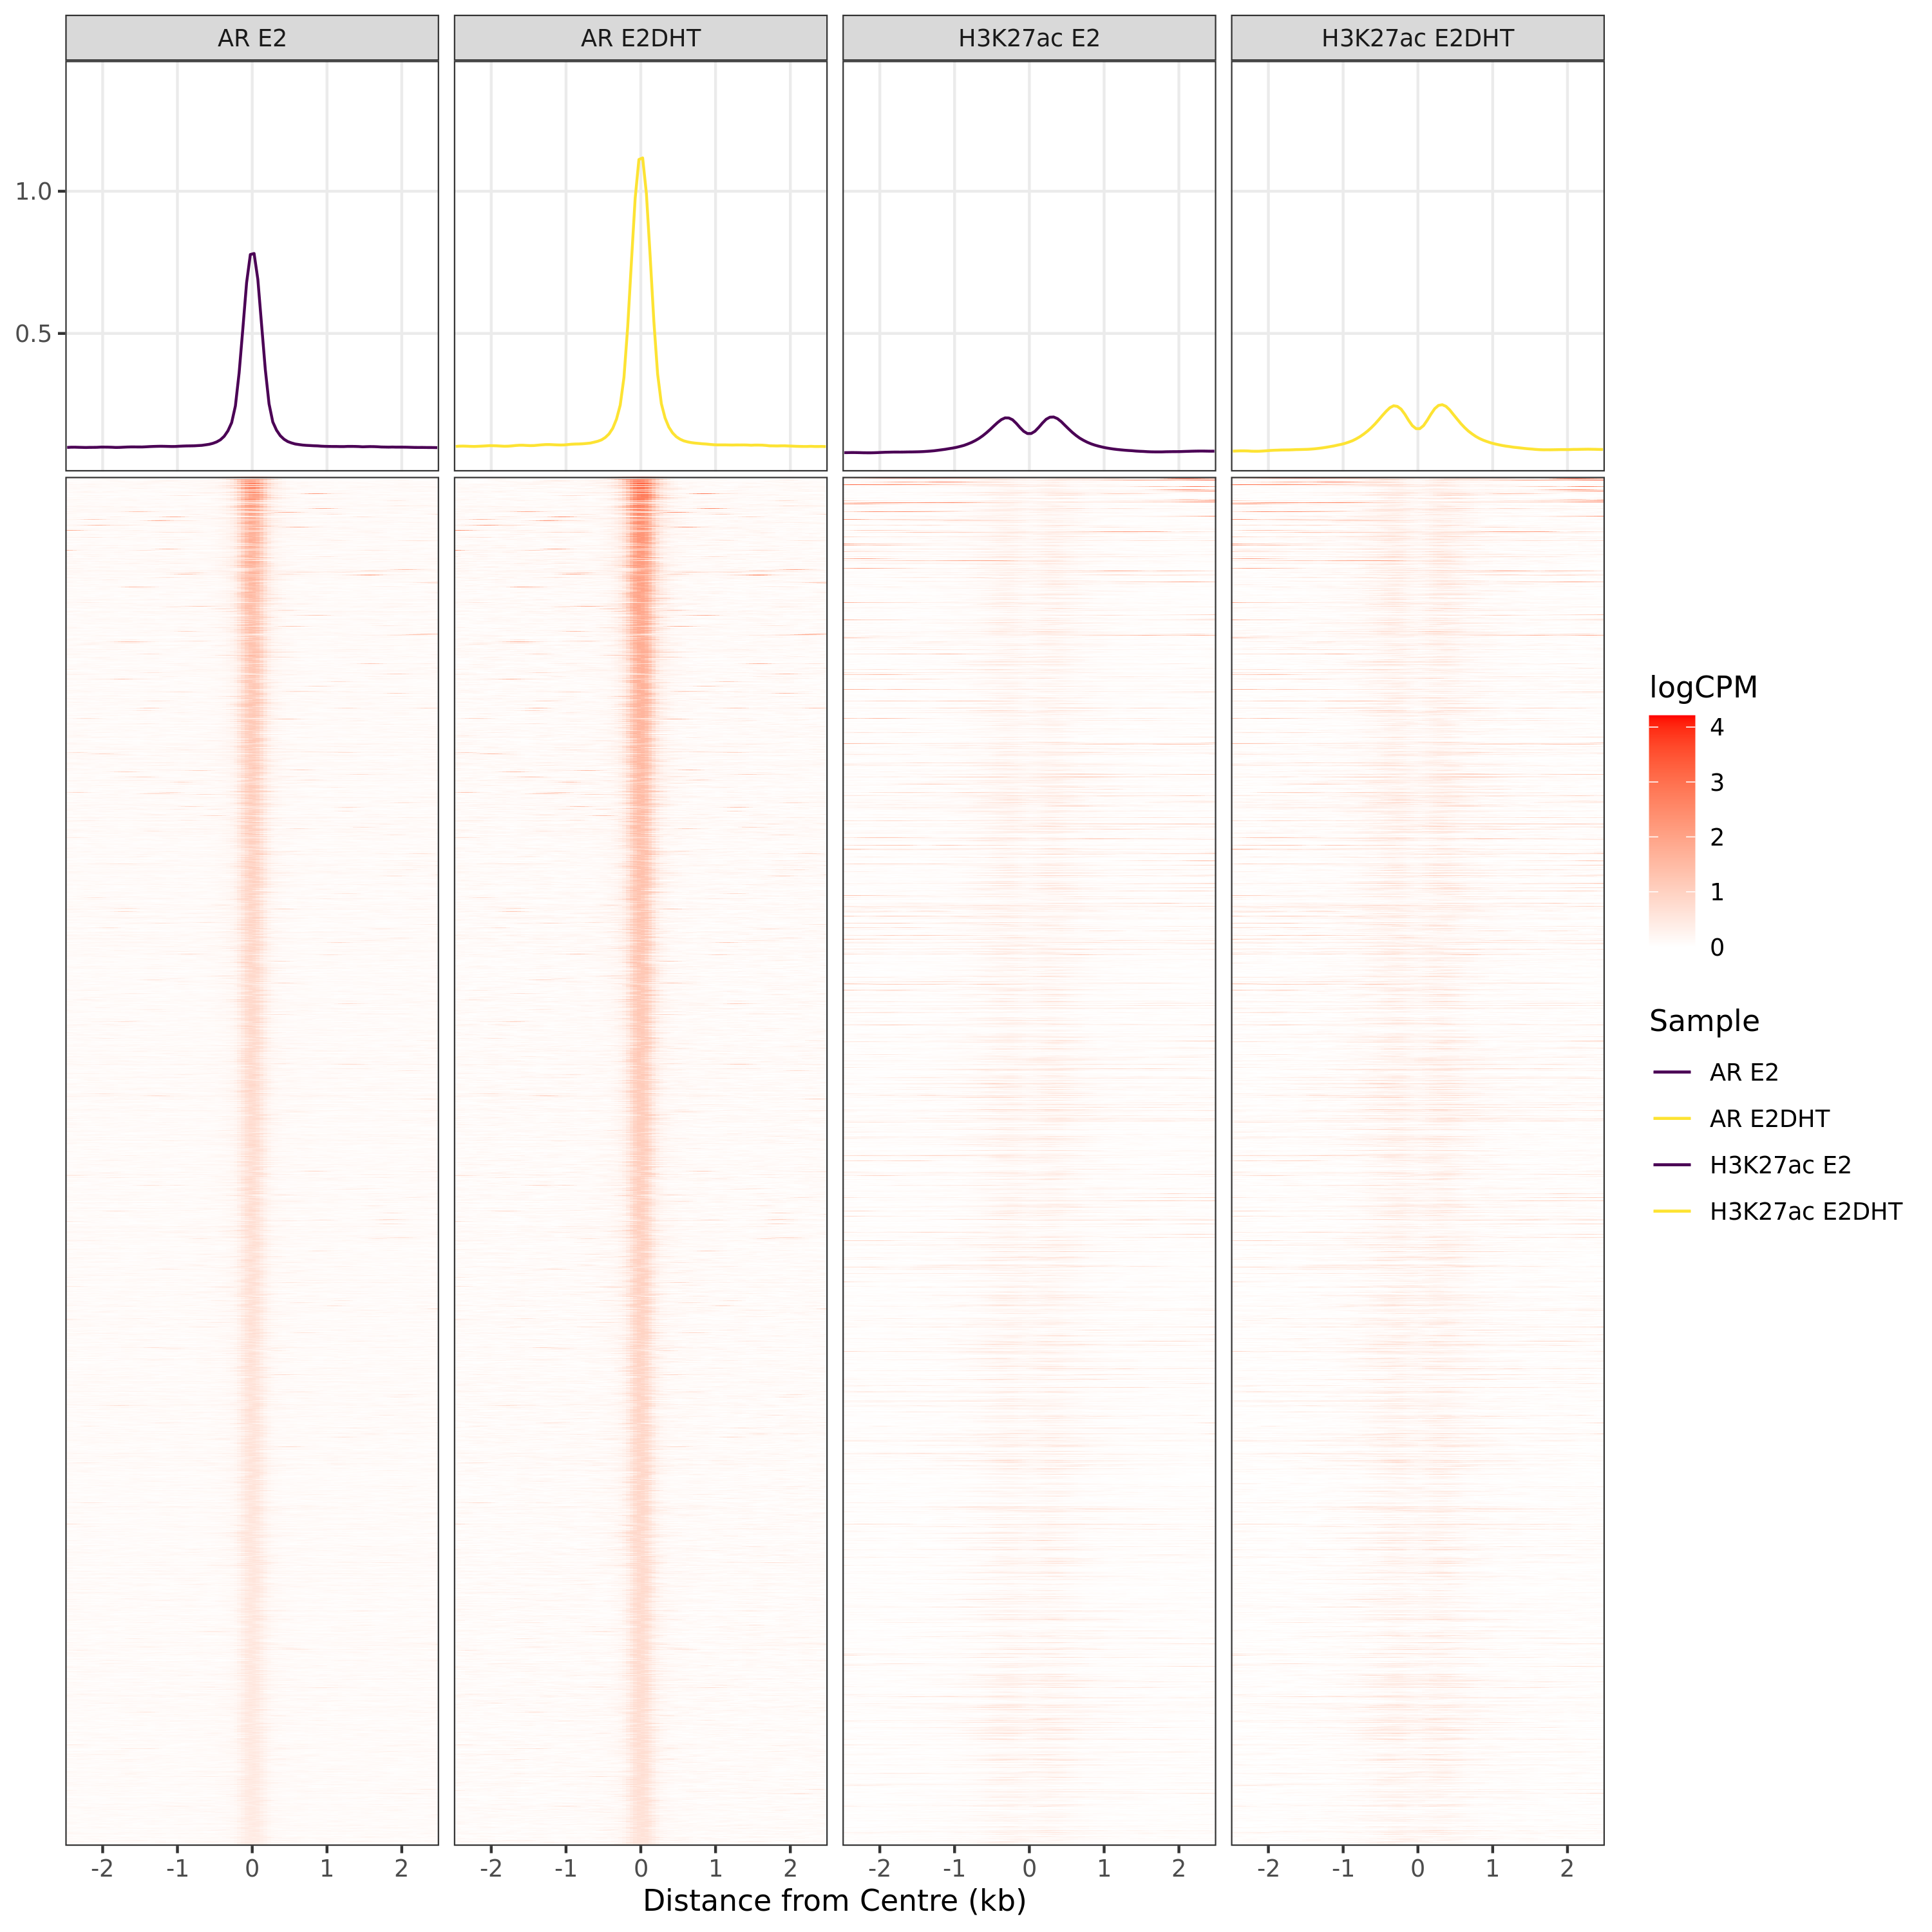 AR E2
AR E2DHT
H3K27ac E2
H3K27ac E2DHT
1.0
0.5
logCPM
4
3
2
1
0
Sample
AR E2
AR E2DHT
H3K27ac E2
H3K27ac E2DHT
-2 -1 0 1 2
-2 -1 0 1 2
-2 -1 0 1 2
-2 -1 0 1 2
Distance from Centre (kb)